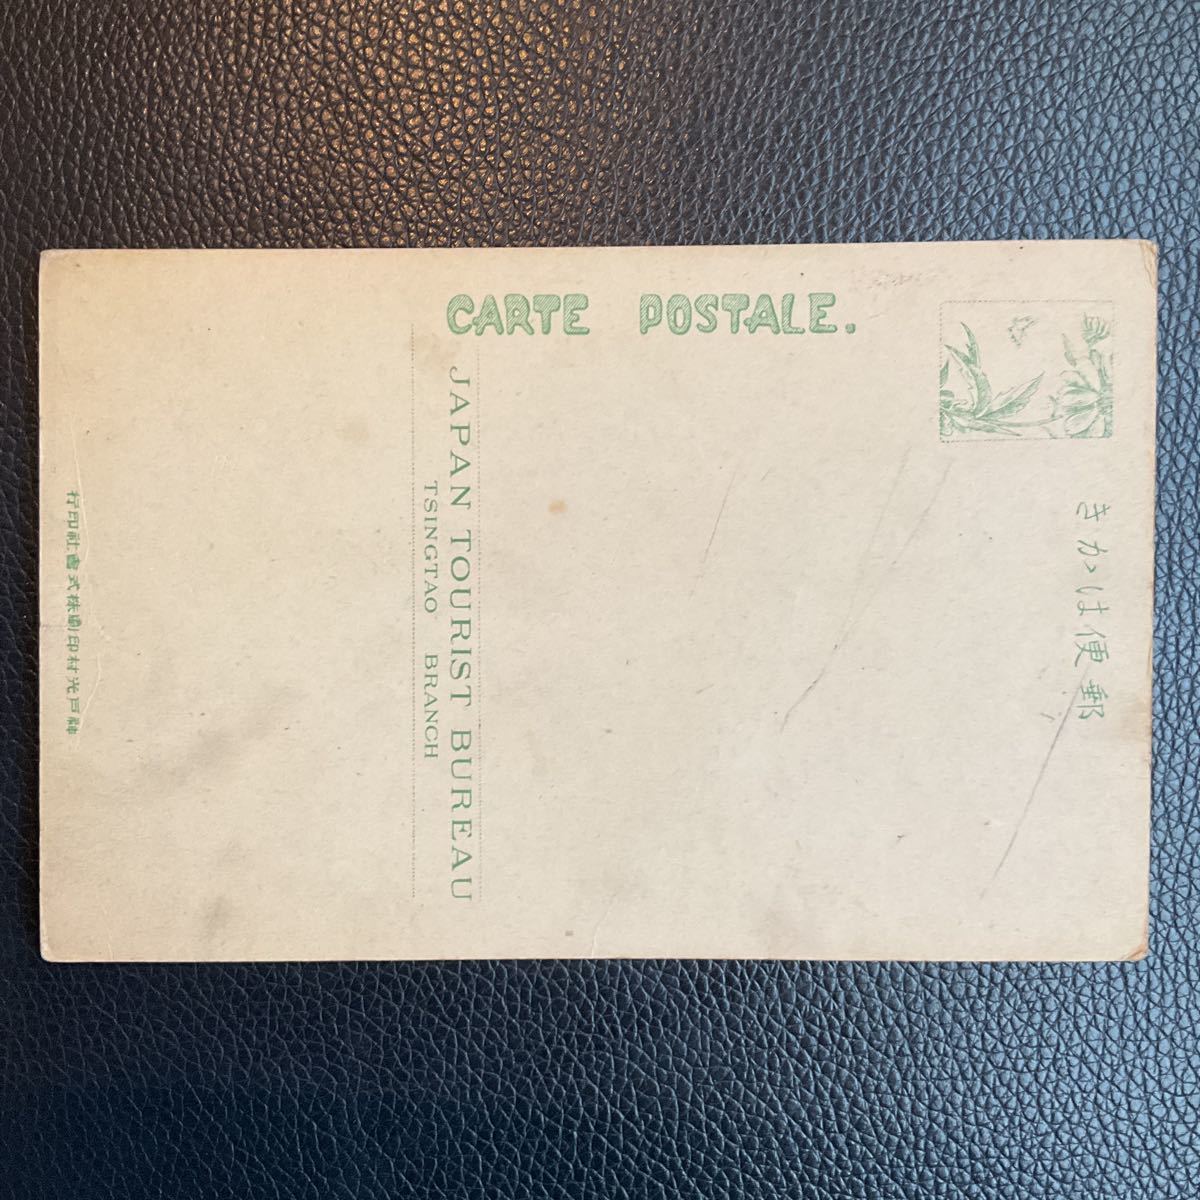 CARTE POSTALE.
JAPAN TOURIST BUREAU
TSINGTAO BRANCH
きかは便郵
行印社會式株刷印村光戸神